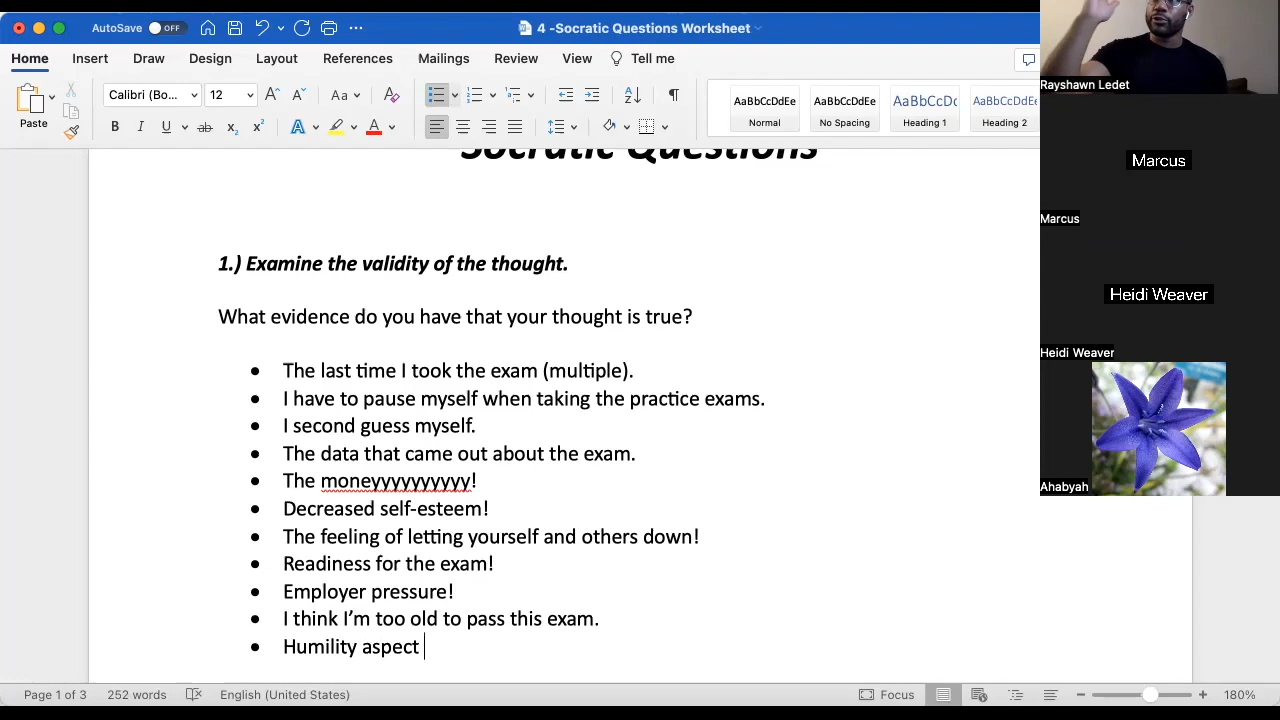 AutoSave OFF
4 -Socratic Questions Worksheet
Home Insert Draw Design Layout References Mailings Review View Tell me
Paste
Calibri (Bo... 12
AaBbCcDdEe AaBbCcDdEe AaBbCcDc AaBbCcDdEe
Normal No Spacing Heading 1 Heading 2
Rayshawn Ledet
Marcus
Marcus
Heidi Weaver
Heidi Weaver
Ahabyah
Socratic Questions
1.) Examine the validity of the thought.
What evidence do you have that your thought is true?
• The last time I took the exam (multiple).
• I have to pause myself when taking the practice exams.
• I second guess myself.
• The data that came out about the exam.
• The moneyyyyyyyyyy!
• Decreased self-esteem!
• The feeling of letting yourself and others down!
• Readiness for the exam!
• Employer pressure!
• I think I’m too old to pass this exam.
• Humility aspect
Page 1 of 3 252 words English (United States) Focus 180%